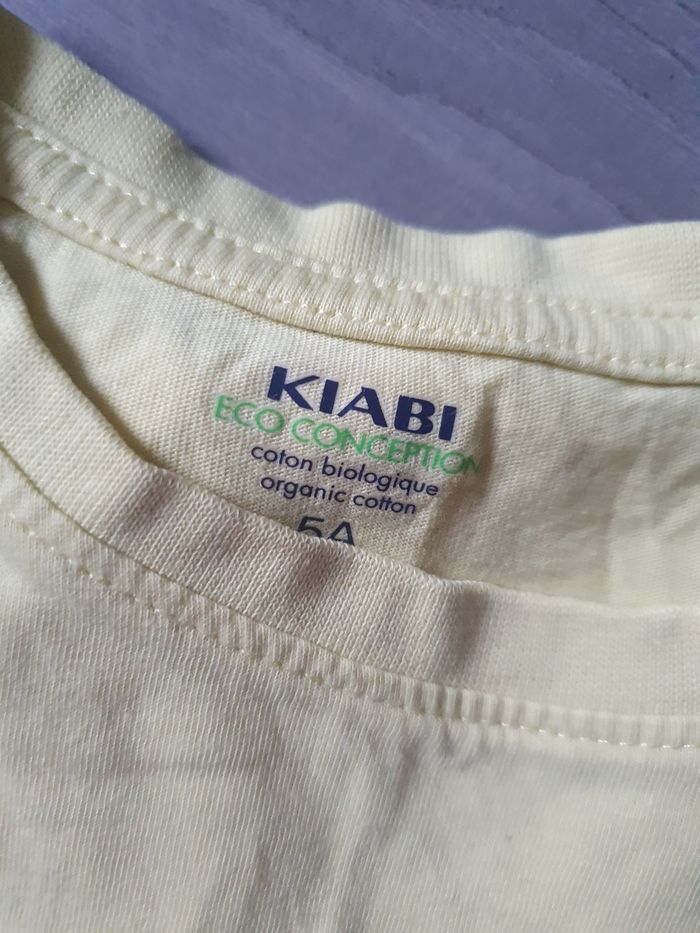 KIABI
ECO CONCEPTION
coton biologique
organic cotton
5A